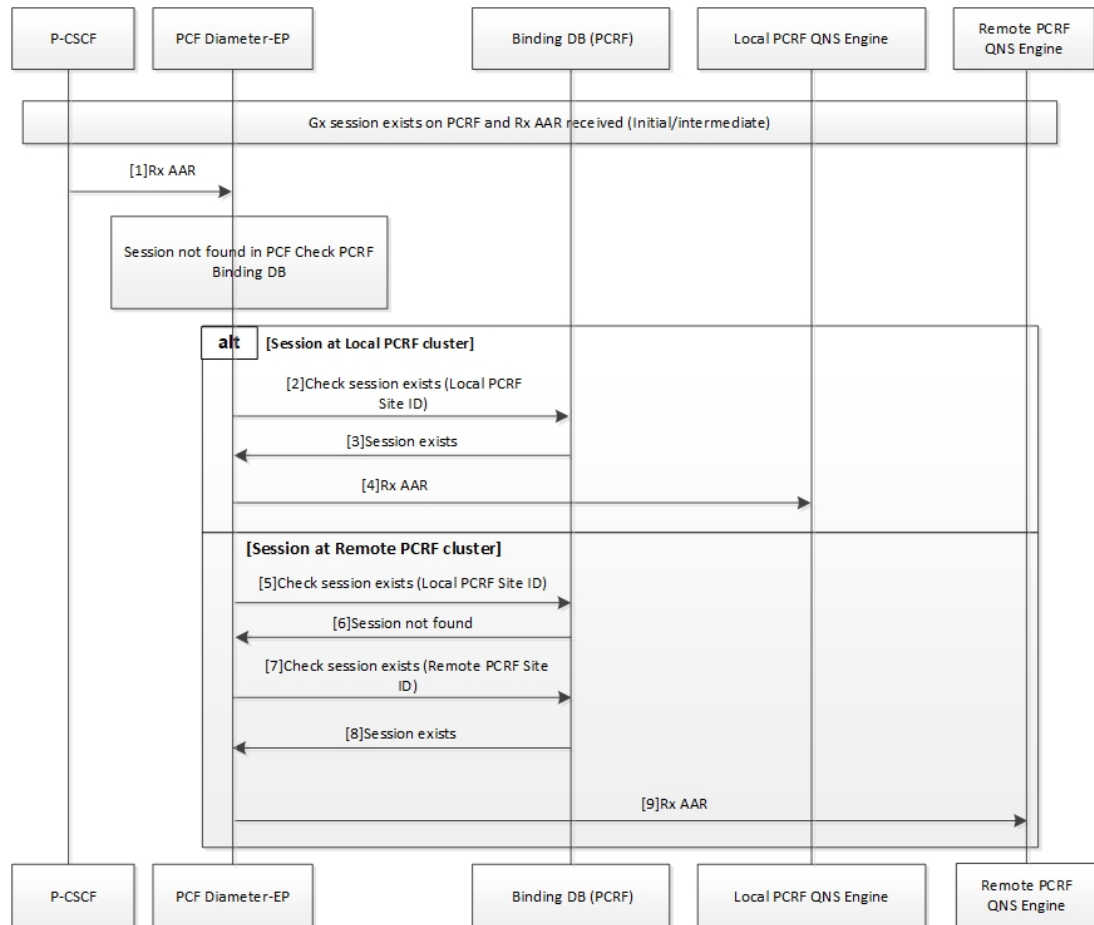 P-CSCF
PCF Diameter-EP
Binding DB (PCRF)
Local PCRF QNS Engine
Remote PCRF
QNS Engine
Gx session exists on PCRF and Rx AAR received (Initial/intermediate)
[1]Rx AAR
Session not found in PCF Check PCRF
Binding DB
alt
[Session at Local PCRF cluster]
[2]Check session exists (Local PCRF
Site ID)
[3]Session exists
[4]Rx AAR
[Session at Remote PCRF cluster]
[5]Check session exists (Local PCRF Site ID)
[6]Session not found
[7]Check session exists (Remote PCRF Site
ID)
[8]Session exists
[9]Rx AAR
P-CSCF
PCF Diameter-EP
Binding DB (PCRF)
Local PCRF QNS Engine
Remote PCRF
QNS Engine